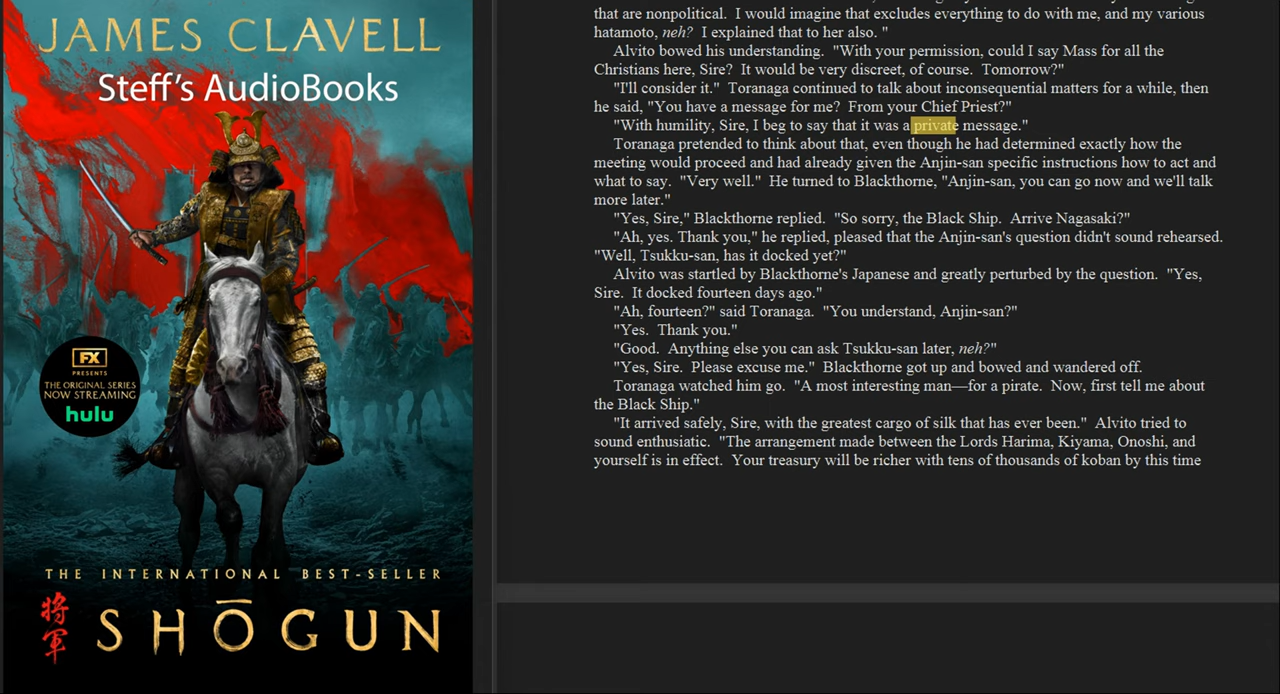 JAMES CLAVELL
Steff's AudioBooks
FX
PRESENTS
THE ORIGINAL SERIES
NOW STREAMING
hulu
THE INTERNATIONAL BEST-SELLER
将軍
SHŌGUN
that are nonpolitical. I would imagine that excludes everything to do with me, and my various
hatamoto, neh? I explained that to her also. "
Alvito bowed his understanding. "With your permission, could I say Mass for all the
Christians here, Sire? It would be very discreet, of course. Tomorrow?"
"I'll consider it." Toranaga continued to talk about inconsequential matters for a while, then
he said, "You have a message for me? From your Chief Priest?"
"With humility, Sire, I beg to say that it was a private message."
Toranaga pretended to think about that, even though he had determined exactly how the
meeting would proceed and had already given the Anjin-san specific instructions how to act and
what to say. "Very well." He turned to Blackthorne, "Anjin-san, you can go now and we'll talk
more later."
"Yes, Sire," Blackthorne replied. "So sorry, the Black Ship. Arrive Nagasaki?"
"Ah, yes. Thank you," he replied, pleased that the Anjin-san's question didn't sound rehearsed.
"Well, Tsukku-san, has it docked yet?"
Alvito was startled by Blackthorne's Japanese and greatly perturbed by the question. "Yes,
Sire. It docked fourteen days ago."
"Ah, fourteen?" said Toranaga. "You understand, Anjin-san?"
"Yes. Thank you."
"Good. Anything else you can ask Tsukku-san later, neh?"
"Yes, Sire. Please excuse me." Blackthorne got up and bowed and wandered off.
Toranaga watched him go. "A most interesting man—for a pirate. Now, first tell me about
the Black Ship."
"It arrived safely, Sire, with the greatest cargo of silk that has ever been." Alvito tried to
sound enthusiatic. "The arrangement made between the Lords Harima, Kiyama, Onoshi, and
yourself is in effect. Your treasury will be richer with tens of thousands of koban by this time